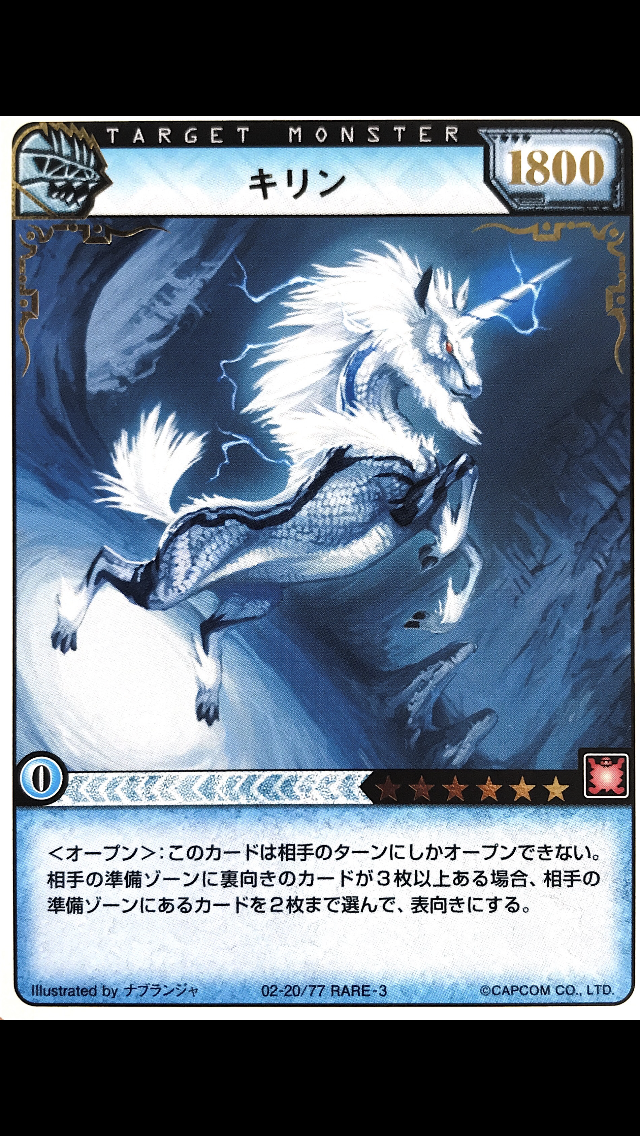 TARGET MONSTER
キリン
1800
0
＜オープン＞：このカードは相手のターンにしかオープンできない。
相手の準備ゾーンに裏向きのカードが３枚以上ある場合、相手の
準備ゾーンにあるカードを２枚まで選んで、表向きにする。
Illustrated by ナブランジャ
02-20/77 RARE-3
©CAPCOM CO., LTD.